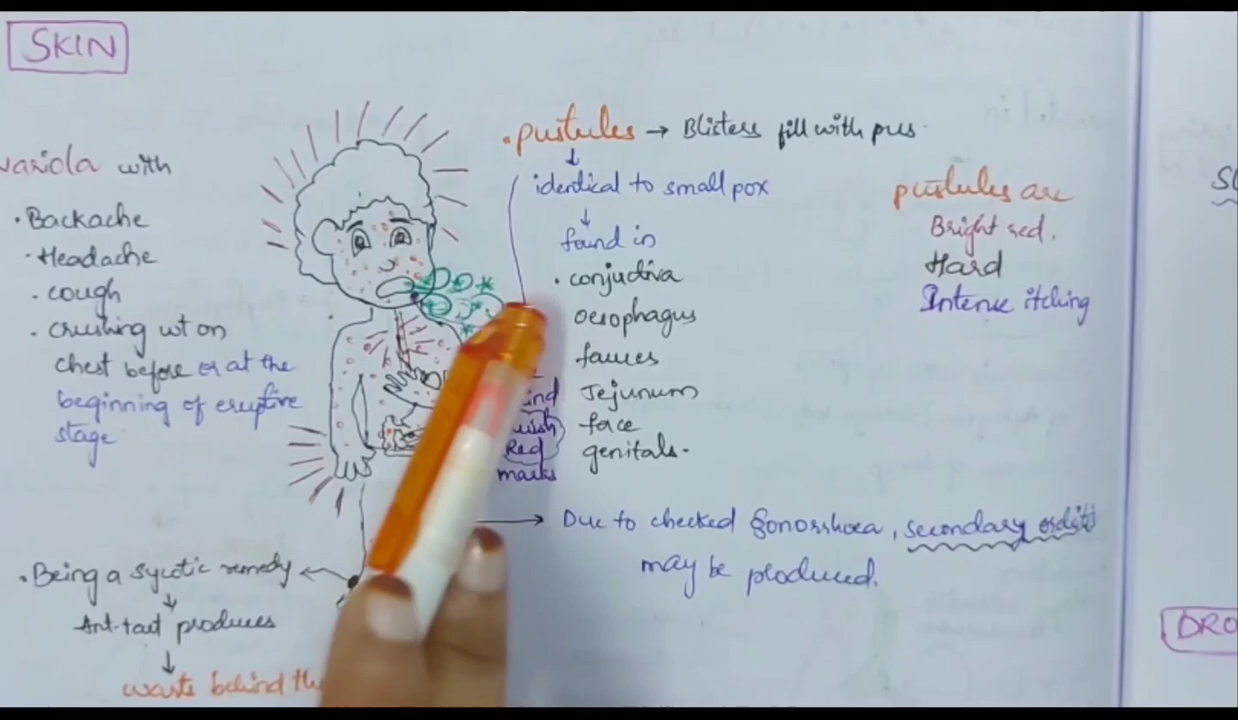 SKIN
variola with
• Backache
• Headache
• cough
• crushing wt on
chest before or at the
beginning of eruptive
stage
• pustules → Blisters fill with pus.
↓
identical to small pox
↓
found in
• conjuctiva
oesophagus
fauces
Jejunum
face
genitals.
Red
marks
pustules are
Bright red.
Hard
Intense itching
→ Due to checked gonorrhoea, secondary
may be produced.
• Being a sycotic remedy ←
↓
Ant-tart produces
↓
warts behind the
DRO